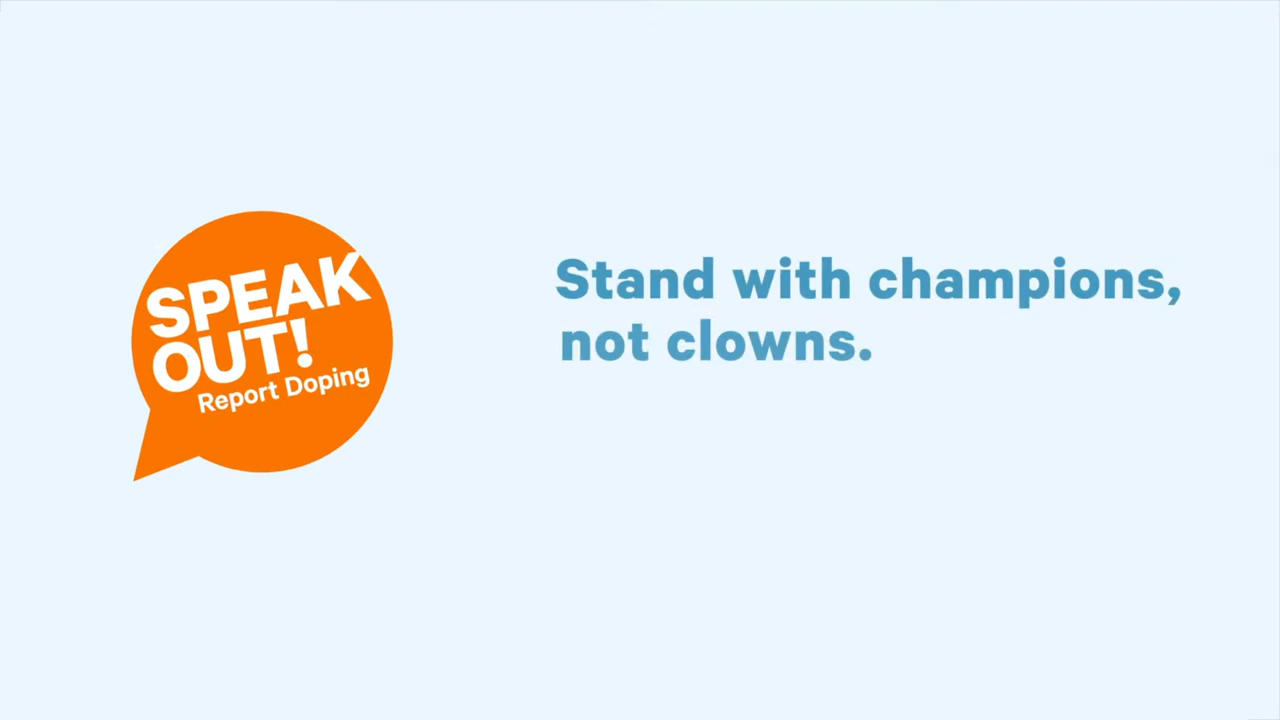 SPEAK
OUT!
Report Doping
Stand with champions,
not clowns.